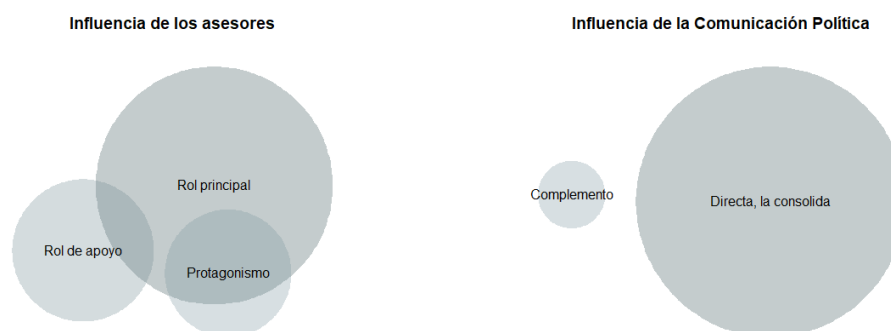 Influencia de los asesores
Influencia de la Comunicación Política
Rol principal
Rol de apoyo
Protagonismo
Complemento
Directa, la consolida